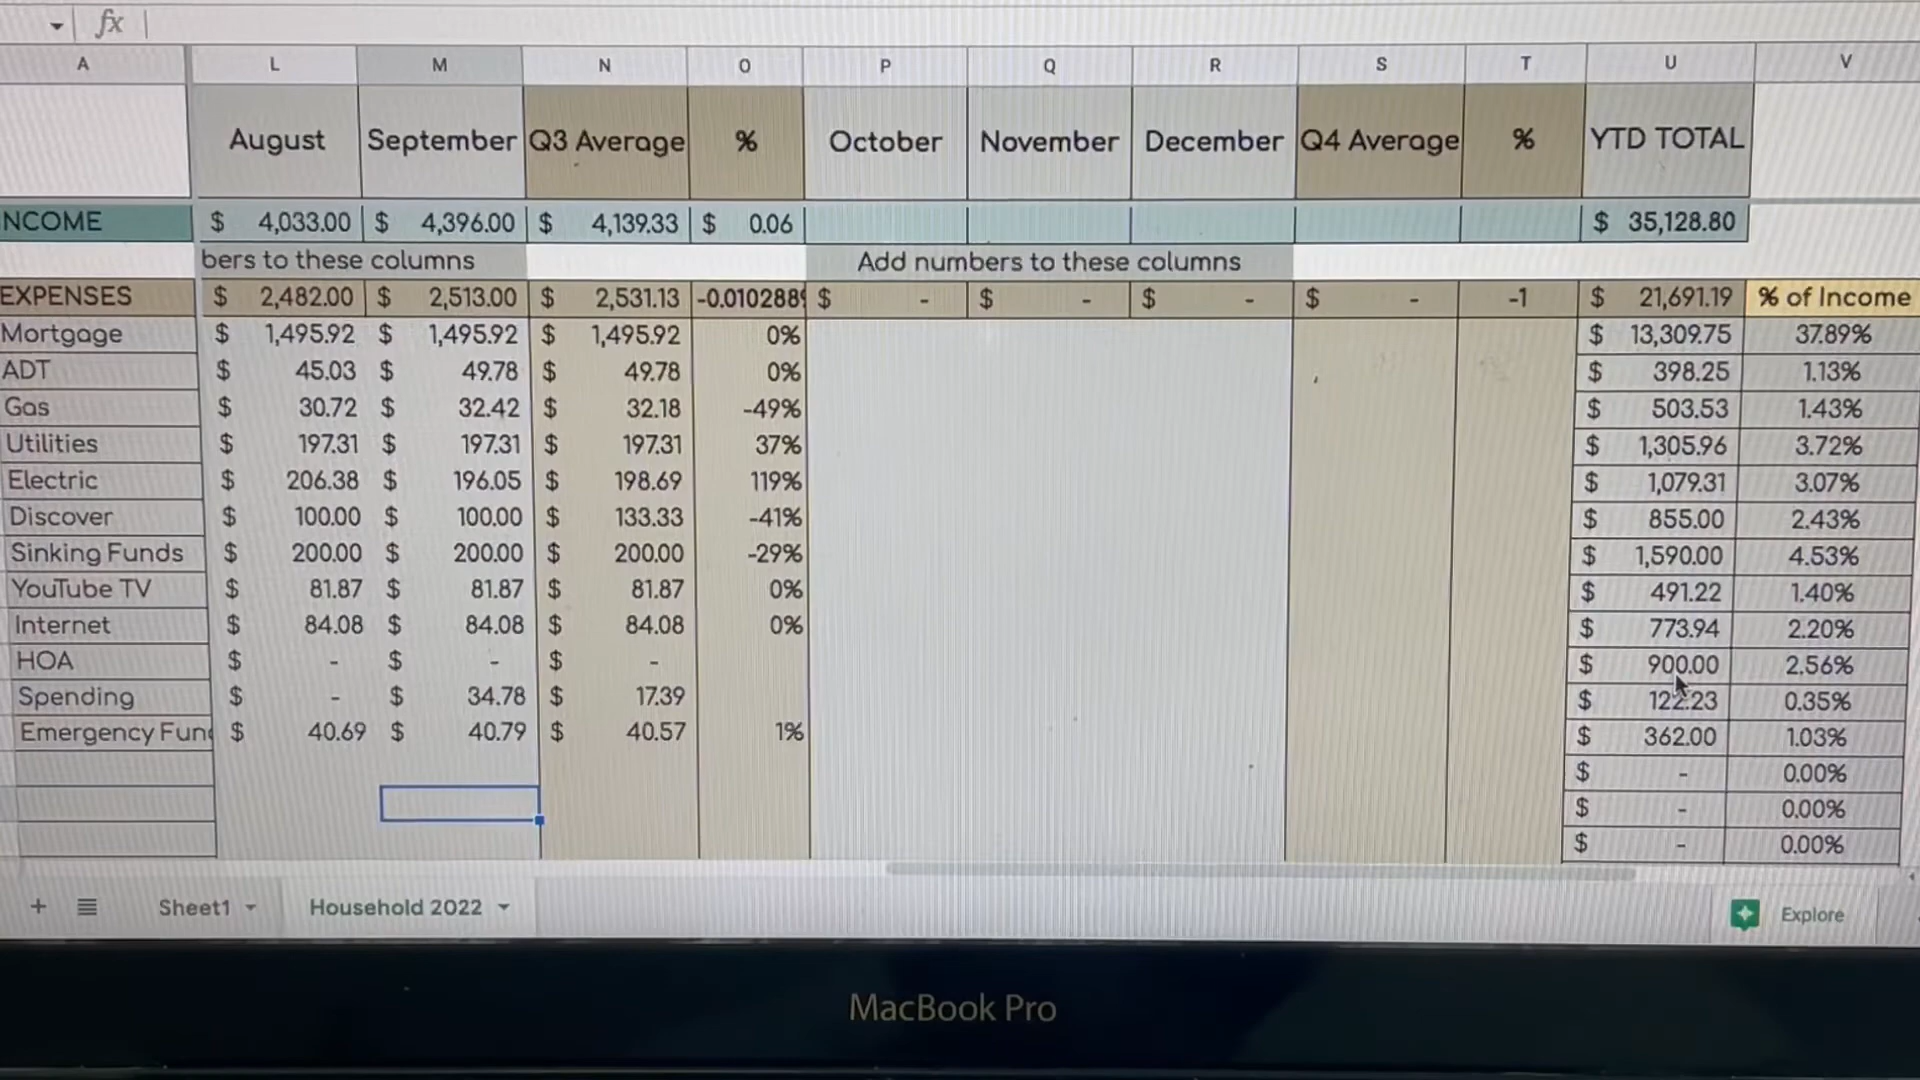 fx
A L M N O P Q R S T U V
August September Q3 Average % October November December Q4 Average % YTD TOTAL
NCOME $ 4,033.00 $ 4,396.00 $ 4,139.33 $ 0.06 $ 35,128.80
bers to these columns Add numbers to these columns
EXPENSES $ 2,482.00 $ 2,513.00 $ 2,531.13 -0.010288 $ - $ - $ - $ - -1 $ 21,691.19 % of Income
Mortgage $ 1,495.92 $ 1,495.92 $ 1,495.92 0% $ 13,309.75 37.89%
ADT $ 45.03 $ 49.78 $ 49.78 0% $ 398.25 1.13%
Gas $ 30.72 $ 32.42 $ 32.18 -49% $ 503.53 1.43%
Utilities $ 197.31 $ 197.31 $ 197.31 37% $ 1,305.96 3.72%
Electric $ 206.38 $ 196.05 $ 198.69 119% $ 1,079.31 3.07%
Discover $ 100.00 $ 100.00 $ 133.33 -41% $ 855.00 2.43%
Sinking Funds $ 200.00 $ 200.00 $ 200.00 -29% $ 1,590.00 4.53%
YouTube TV $ 81.87 $ 81.87 $ 81.87 0% $ 491.22 1.40%
Internet $ 84.08 $ 84.08 $ 84.08 0% $ 773.94 2.20%
HOA $ - $ - $ - $ 900.00 2.56%
Spending $ - $ 34.78 $ 17.39 $ 122.23 0.35%
Emergency Fun $ 40.69 $ 40.79 $ 40.57 1% $ 362.00 1.03%
$ - 0.00%
$ - 0.00%
$ - 0.00%
+ Sheet1 Household 2022 Explore
MacBook Pro